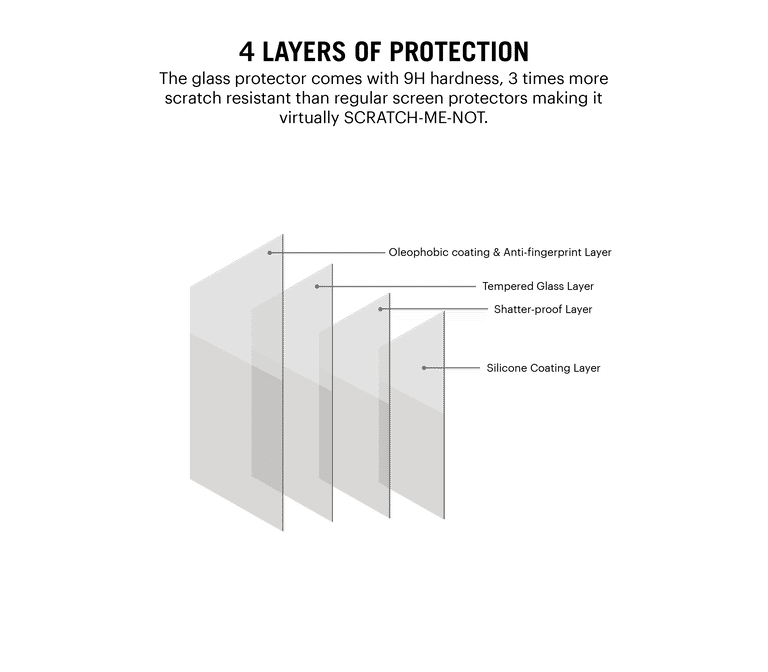 4 LAYERS OF PROTECTION
The glass protector comes with 9H hardness, 3 times more
scratch resistant than regular screen protectors making it
virtually SCRATCH-ME-NOT.
Oleophobic coating & Anti-fingerprint Layer
Tempered Glass Layer
Shatter-proof Layer
Silicone Coating Layer